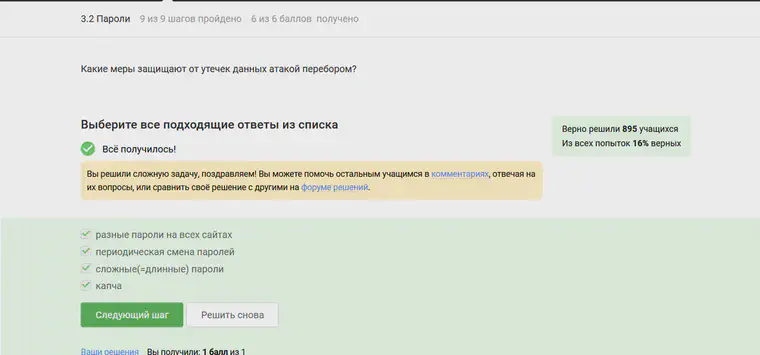 3.2 Пароли 9 из 9 шагов пройдено 6 из 6 баллов получено
Какие меры защищают от утечек данных атакой перебором?
Выберите все подходящие ответы из списка
Верно решили 895 учащихся
Из всех попыток 16% верных
Всё получилось!
Вы решили сложную задачу, поздравляем! Вы можете помочь остальным учащимся в комментариях, отвечая на
их вопросы, или сравнить своё решение с другими на форуме решений.
разные пароли на всех сайтах
периодическая смена паролей
сложные(=длинные) пароли
капча
Следующий шаг Решить снова
Ваши решения Вы получили: 1 балл из 1